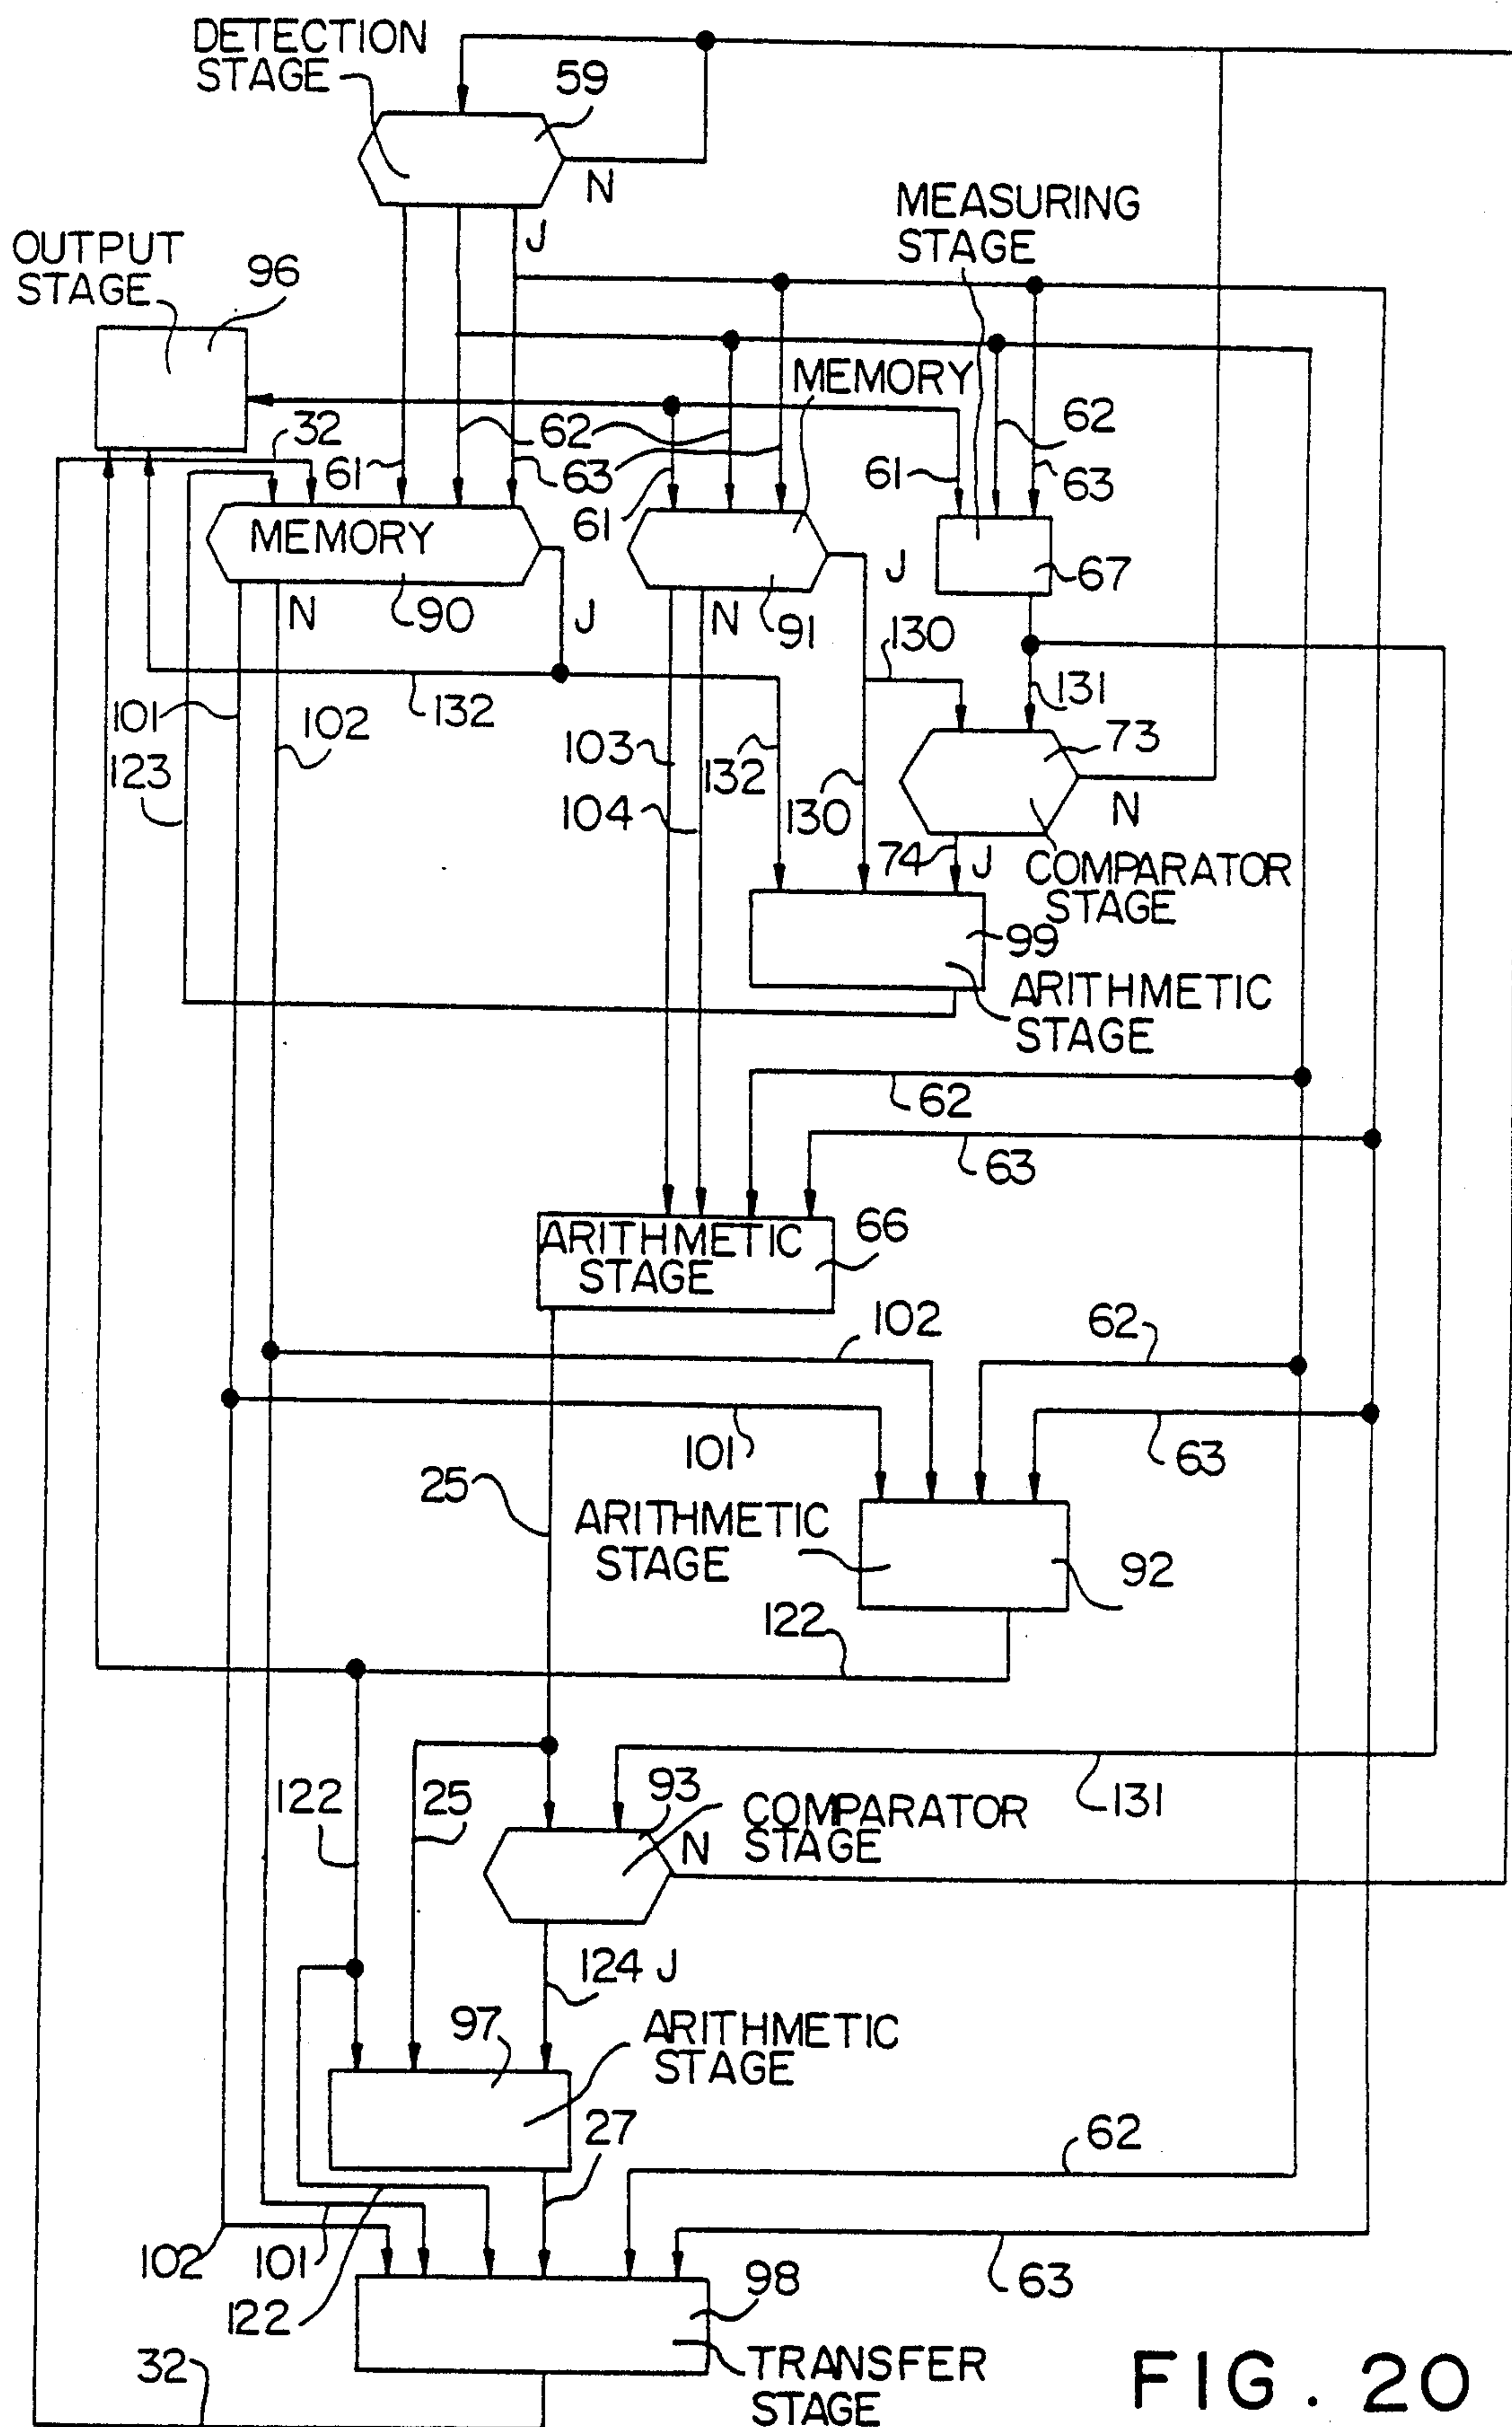 DETECTION
STAGE
59
N
MEASURING
STAGE
J
OUTPUT
STAGE
96
MEMORY
32
62
62
61
63
61
63
61
MEMORY
J
67
N
90
J
N
91
130
101
132
131
102
73
103
132
123
104
130
N
74
J
COMPARATOR
STAGE
99
ARITHMETIC
STAGE
62
63
ARITHMETIC
STAGE
66
102
62
101
63
25
ARITHMETIC
STAGE
92
122
93
122
25
COMPARATOR
STAGE
131
N
124
J
97
ARITHMETIC
STAGE
27
62
102
101
98
63
122
TRANSFER
STAGE
32
FIG. 20